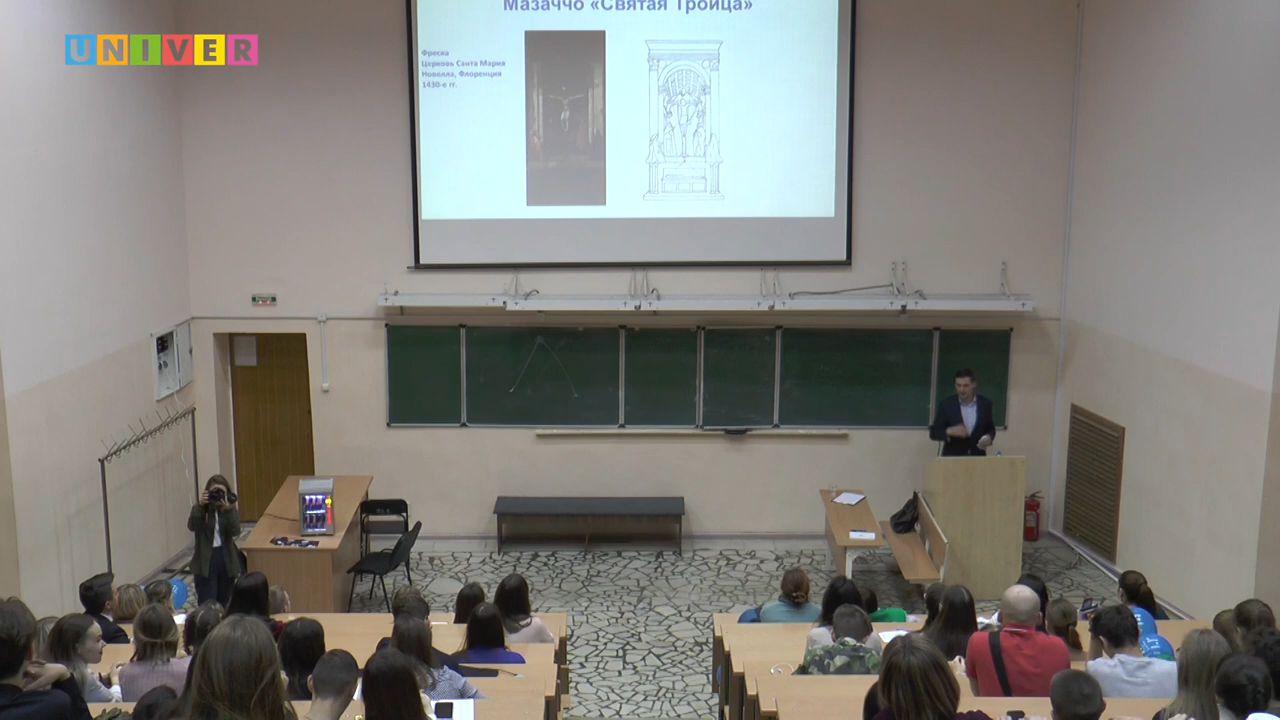 UNIVER
Мазаччо «Святая Троица»
Фреска
Церковь Санта Мария
Новелла, Флоренция
1430-е гг.